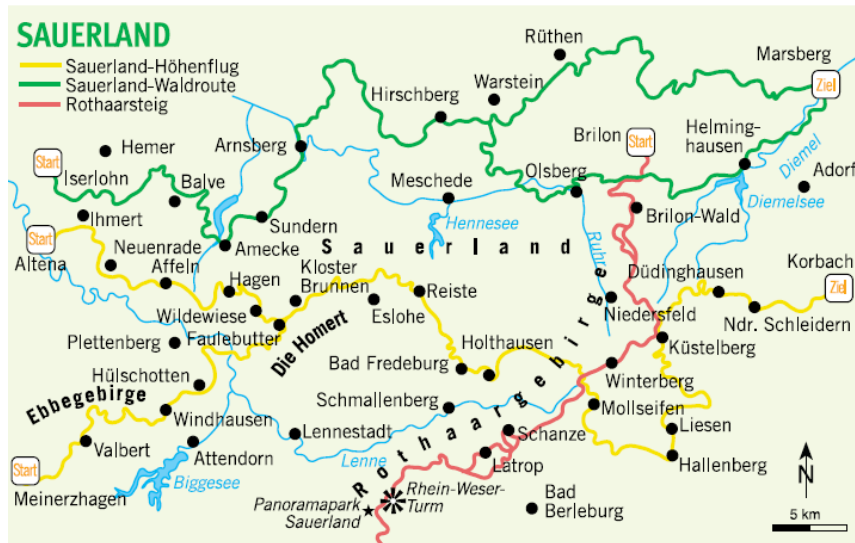 SAUERLAND
Sauerland-Höhenflug
Sauerland-Waldroute
Rothaarsteig
Rüthen
Marsberg
Ziel
Warstein
Hirschberg
Brilon
Start
Helming-
hausen
Diemel
Adorf
Diemelsee
Hemer
Arnsberg
Start
Iserlohn
Balve
Meschede
Olsberg
Hennesee
Brilon-Wald
Ihmert
Sundern
Start
Altena
Neuenrade
Amecke
Sauerland
Ruhr
Affeln
Hagen
Kloster
Brunnen
Reiste
Düdinghausen
Korbach
Ziel
Wildewiese
Eslohe
Niedersfeld
Ndr. Schleidern
Faulebutter
Die Homert
Plettenberg
Holthausen
Küstelberg
Bad Fredeburg
Hülschotten
Winterberg
Ebbegebirge
Schmallenberg
Mollseifen
Windhausen
Liesen
Valbert
Lennestadt
Schanze
Rothaargebirge
Attendorn
Lenne
Latrop
Hallenberg
N
Start
Meinerzhagen
Biggesee
Panoramapark
Sauerland
Rhein-Weser-
Turm
Bad
Berleburg
5 km